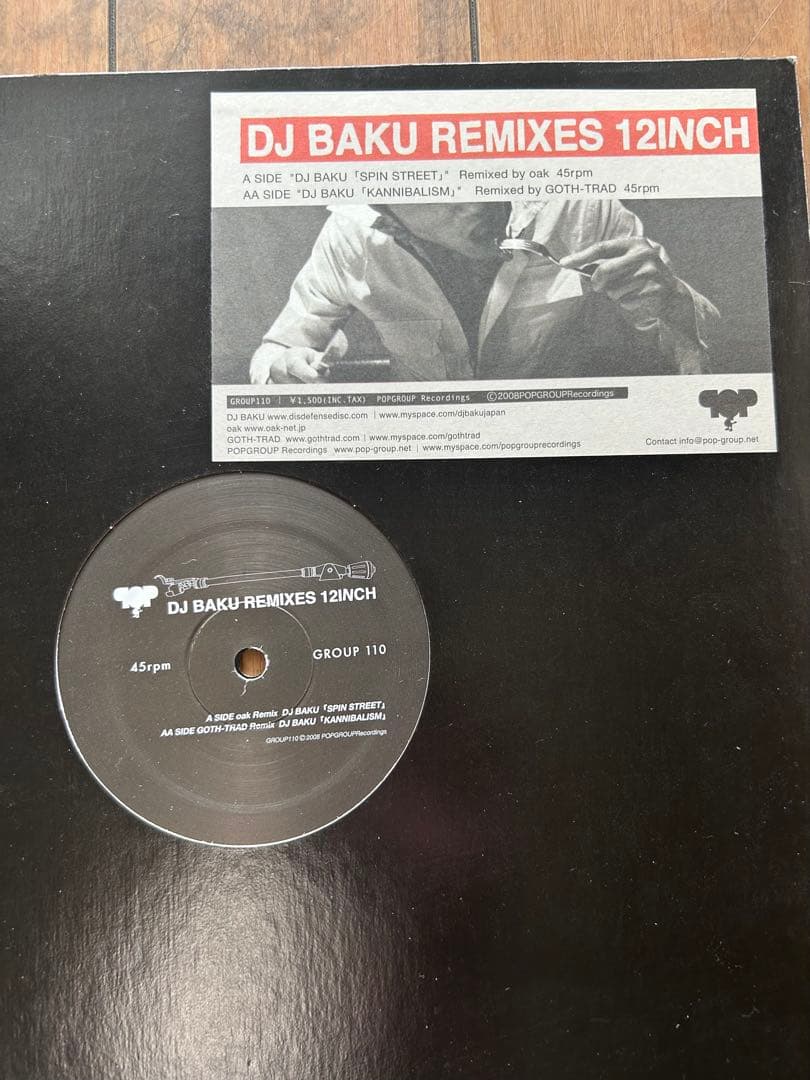 DJ BAKU REMIXES 12INCH
A SIDE "DJ BAKU「SPIN STREET」" Remixed by oak 45rpm
AA SIDE "DJ BAKU「KANNIBALISM」" Remixed by GOTH-TRAD 45rpm
GROUP110 | ¥1,500(INC.TAX) POPGROUP Recordings ©2008POPGROUPRecordings
DJ BAKU www.disdefensedisc.com | www.myspace.com/djbakujapan
oak www.oak-net.jp
GOTH-TRAD www.gothtrad.com | www.myspace.com/gothtrad
POPGROUP Recordings www.pop-group.net | www.myspace.com/popgrouprecordings
POP
Contact info@pop-group.net
POP
DJ BAKU REMIXES 12INCH
45rpm
GROUP 110
A SIDE oak Remix DJ BAKU「SPIN STREET」
AA SIDE GOTH-TRAD Remix DJ BAKU「KANNIBALISM」
GROUP110 ©2008 POPGROUPRecordings